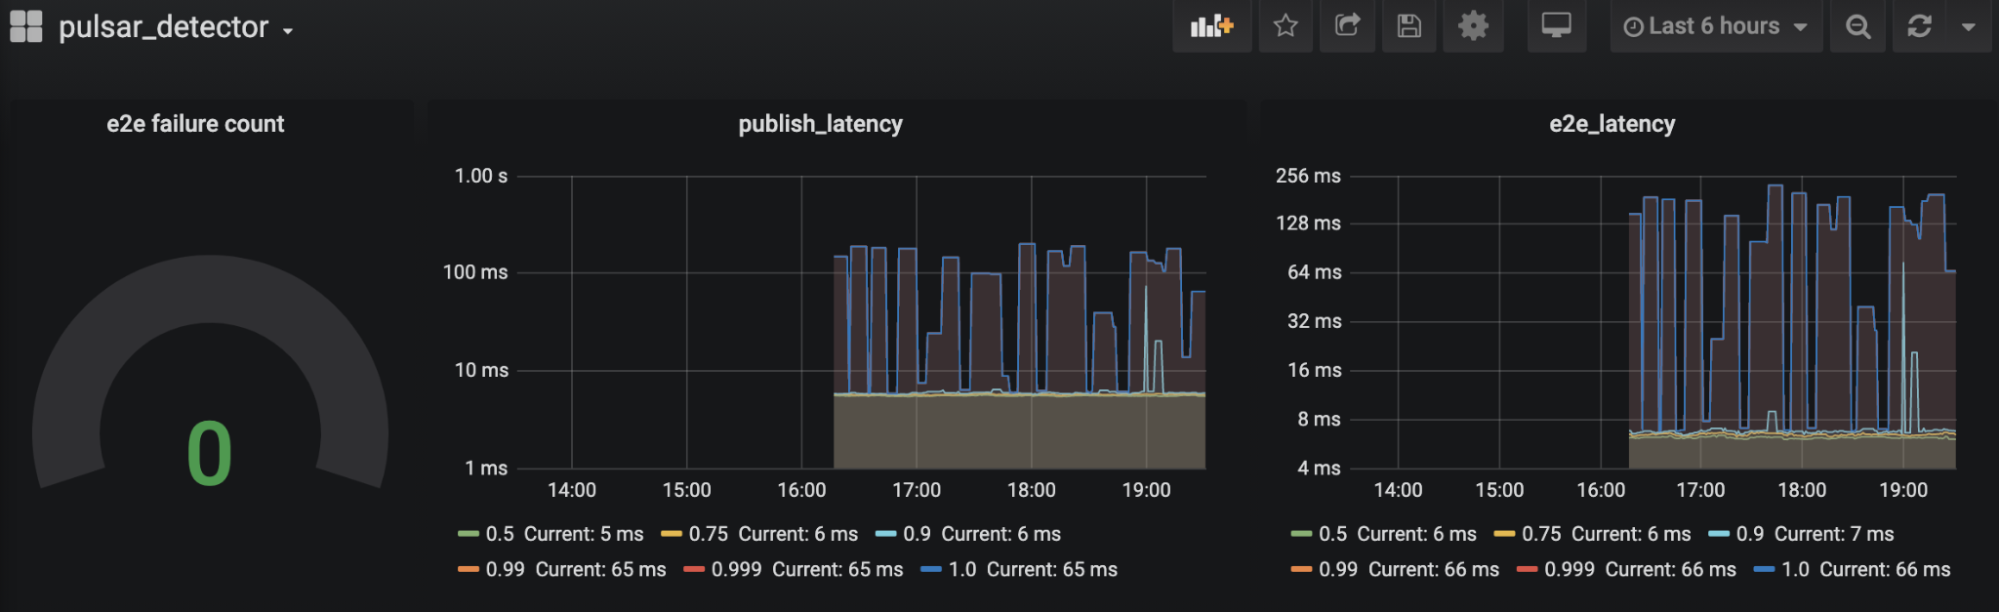 pulsar_detector
Last 6 hours
e2e failure count
0
publish_latency
1.00 s
100 ms
10 ms
1 ms
14:00 15:00 16:00 17:00 18:00 19:00
0.5 Current: 5 ms 0.75 Current: 6 ms 0.9 Current: 6 ms
0.99 Current: 65 ms 0.999 Current: 65 ms 1.0 Current: 65 ms
e2e_latency
256 ms
128 ms
64 ms
32 ms
16 ms
8 ms
4 ms
14:00 15:00 16:00 17:00 18:00 19:00
0.5 Current: 6 ms 0.75 Current: 6 ms 0.9 Current: 7 ms
0.99 Current: 66 ms 0.999 Current: 66 ms 1.0 Current: 66 ms